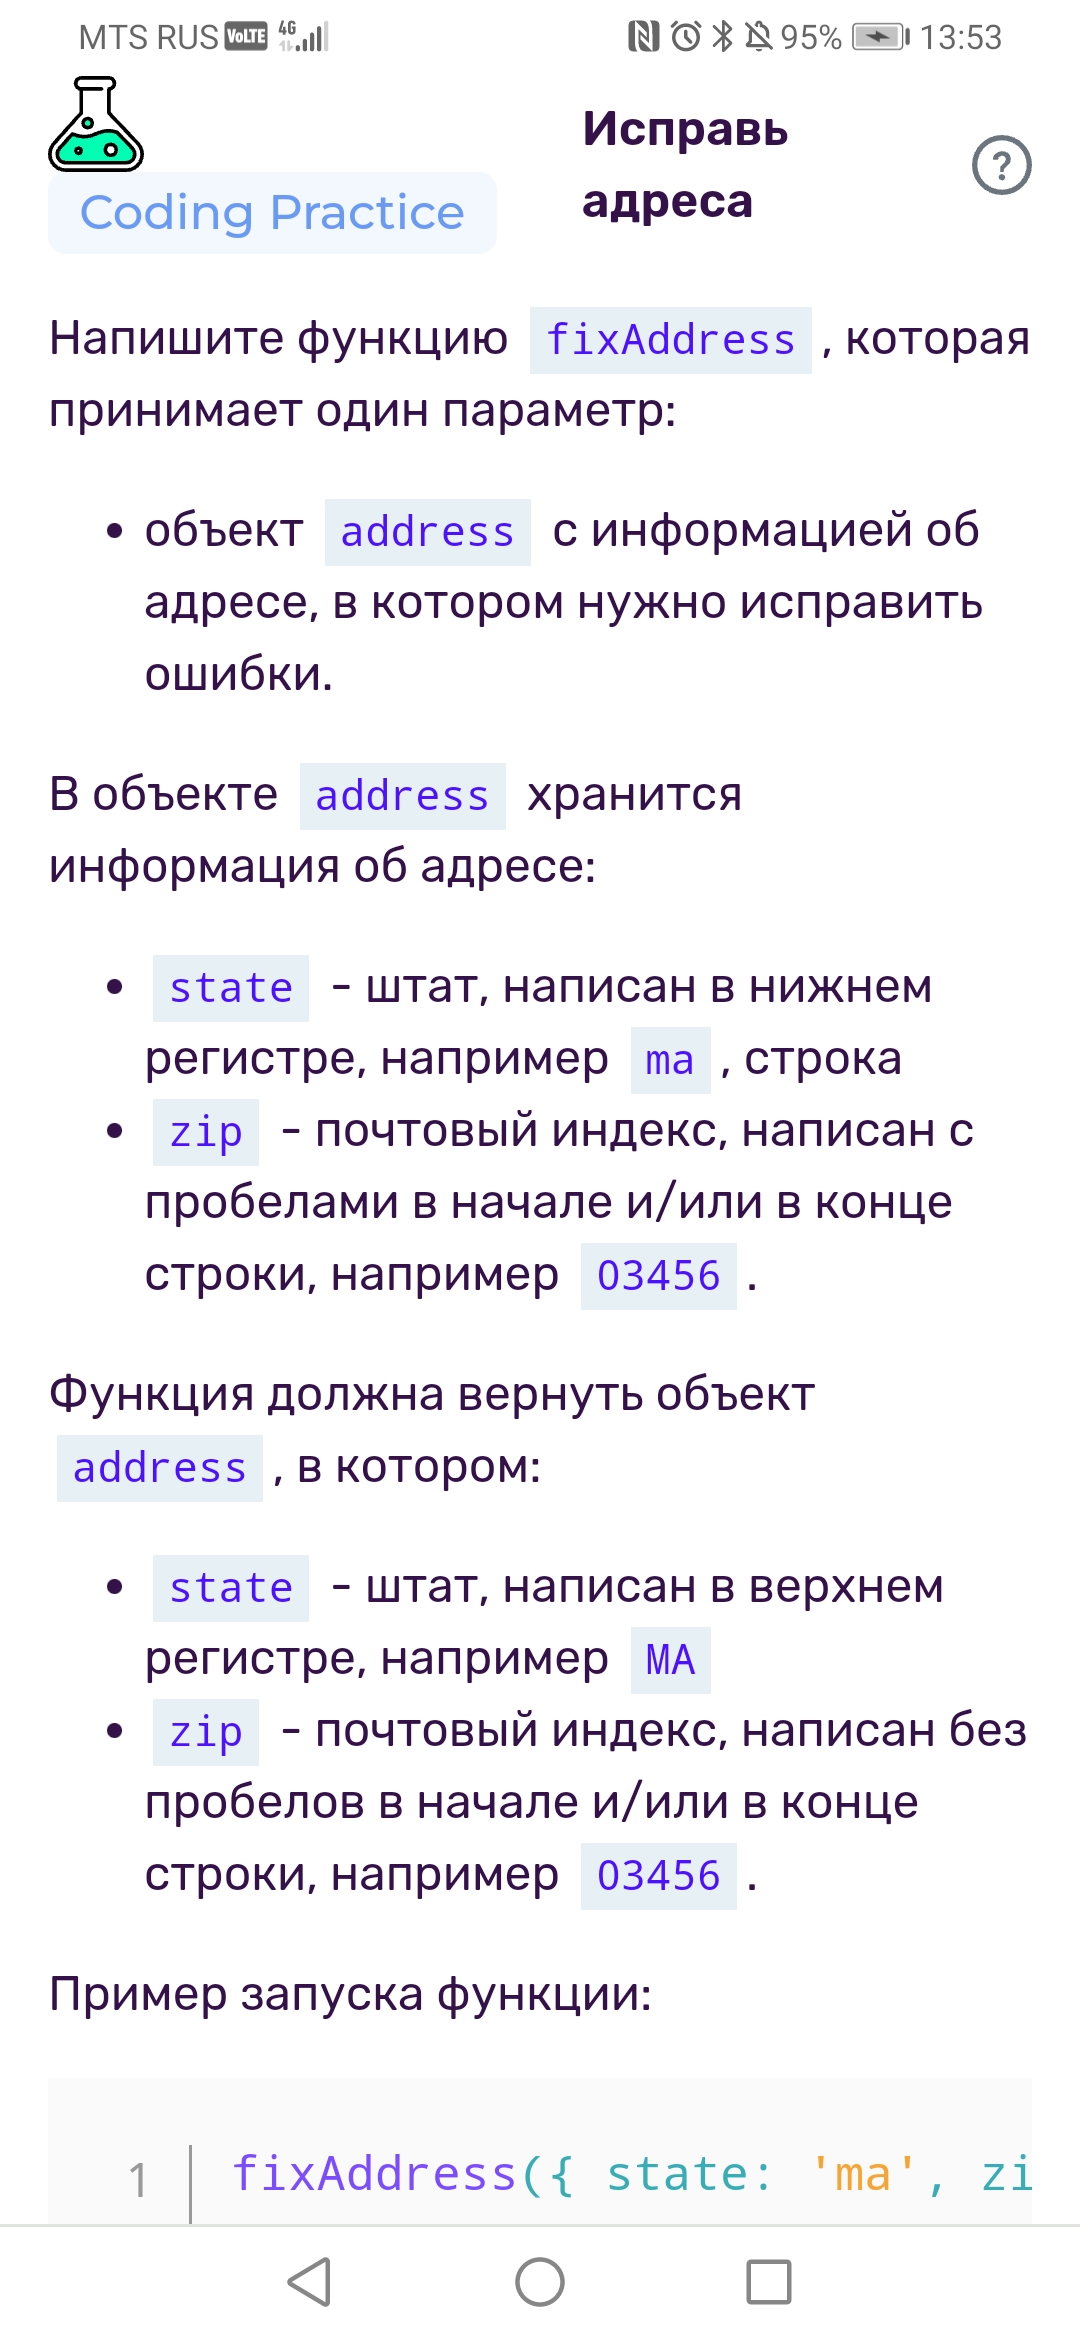 MTS RUS VoLTE 4G 95% 13:53
Исправь
адреса
?
Coding Practice
Напишите функцию fixAddress , которая
принимает один параметр:
• объект address с информацией об
адресе, в котором нужно исправить
ошибки.
В объекте address хранится
информация об адресе:
• state - штат, написан в нижнем
регистре, например ma , строка
• zip - почтовый индекс, написан с
пробелами в начале и/или в конце
строки, например 03456 .
Функция должна вернуть объект
address , в котором:
• state - штат, написан в верхнем
регистре, например MA
• zip - почтовый индекс, написан без
пробелов в начале и/или в конце
строки, например 03456 .
Пример запуска функции:
1 fixAddress({ state: 'ma', zi